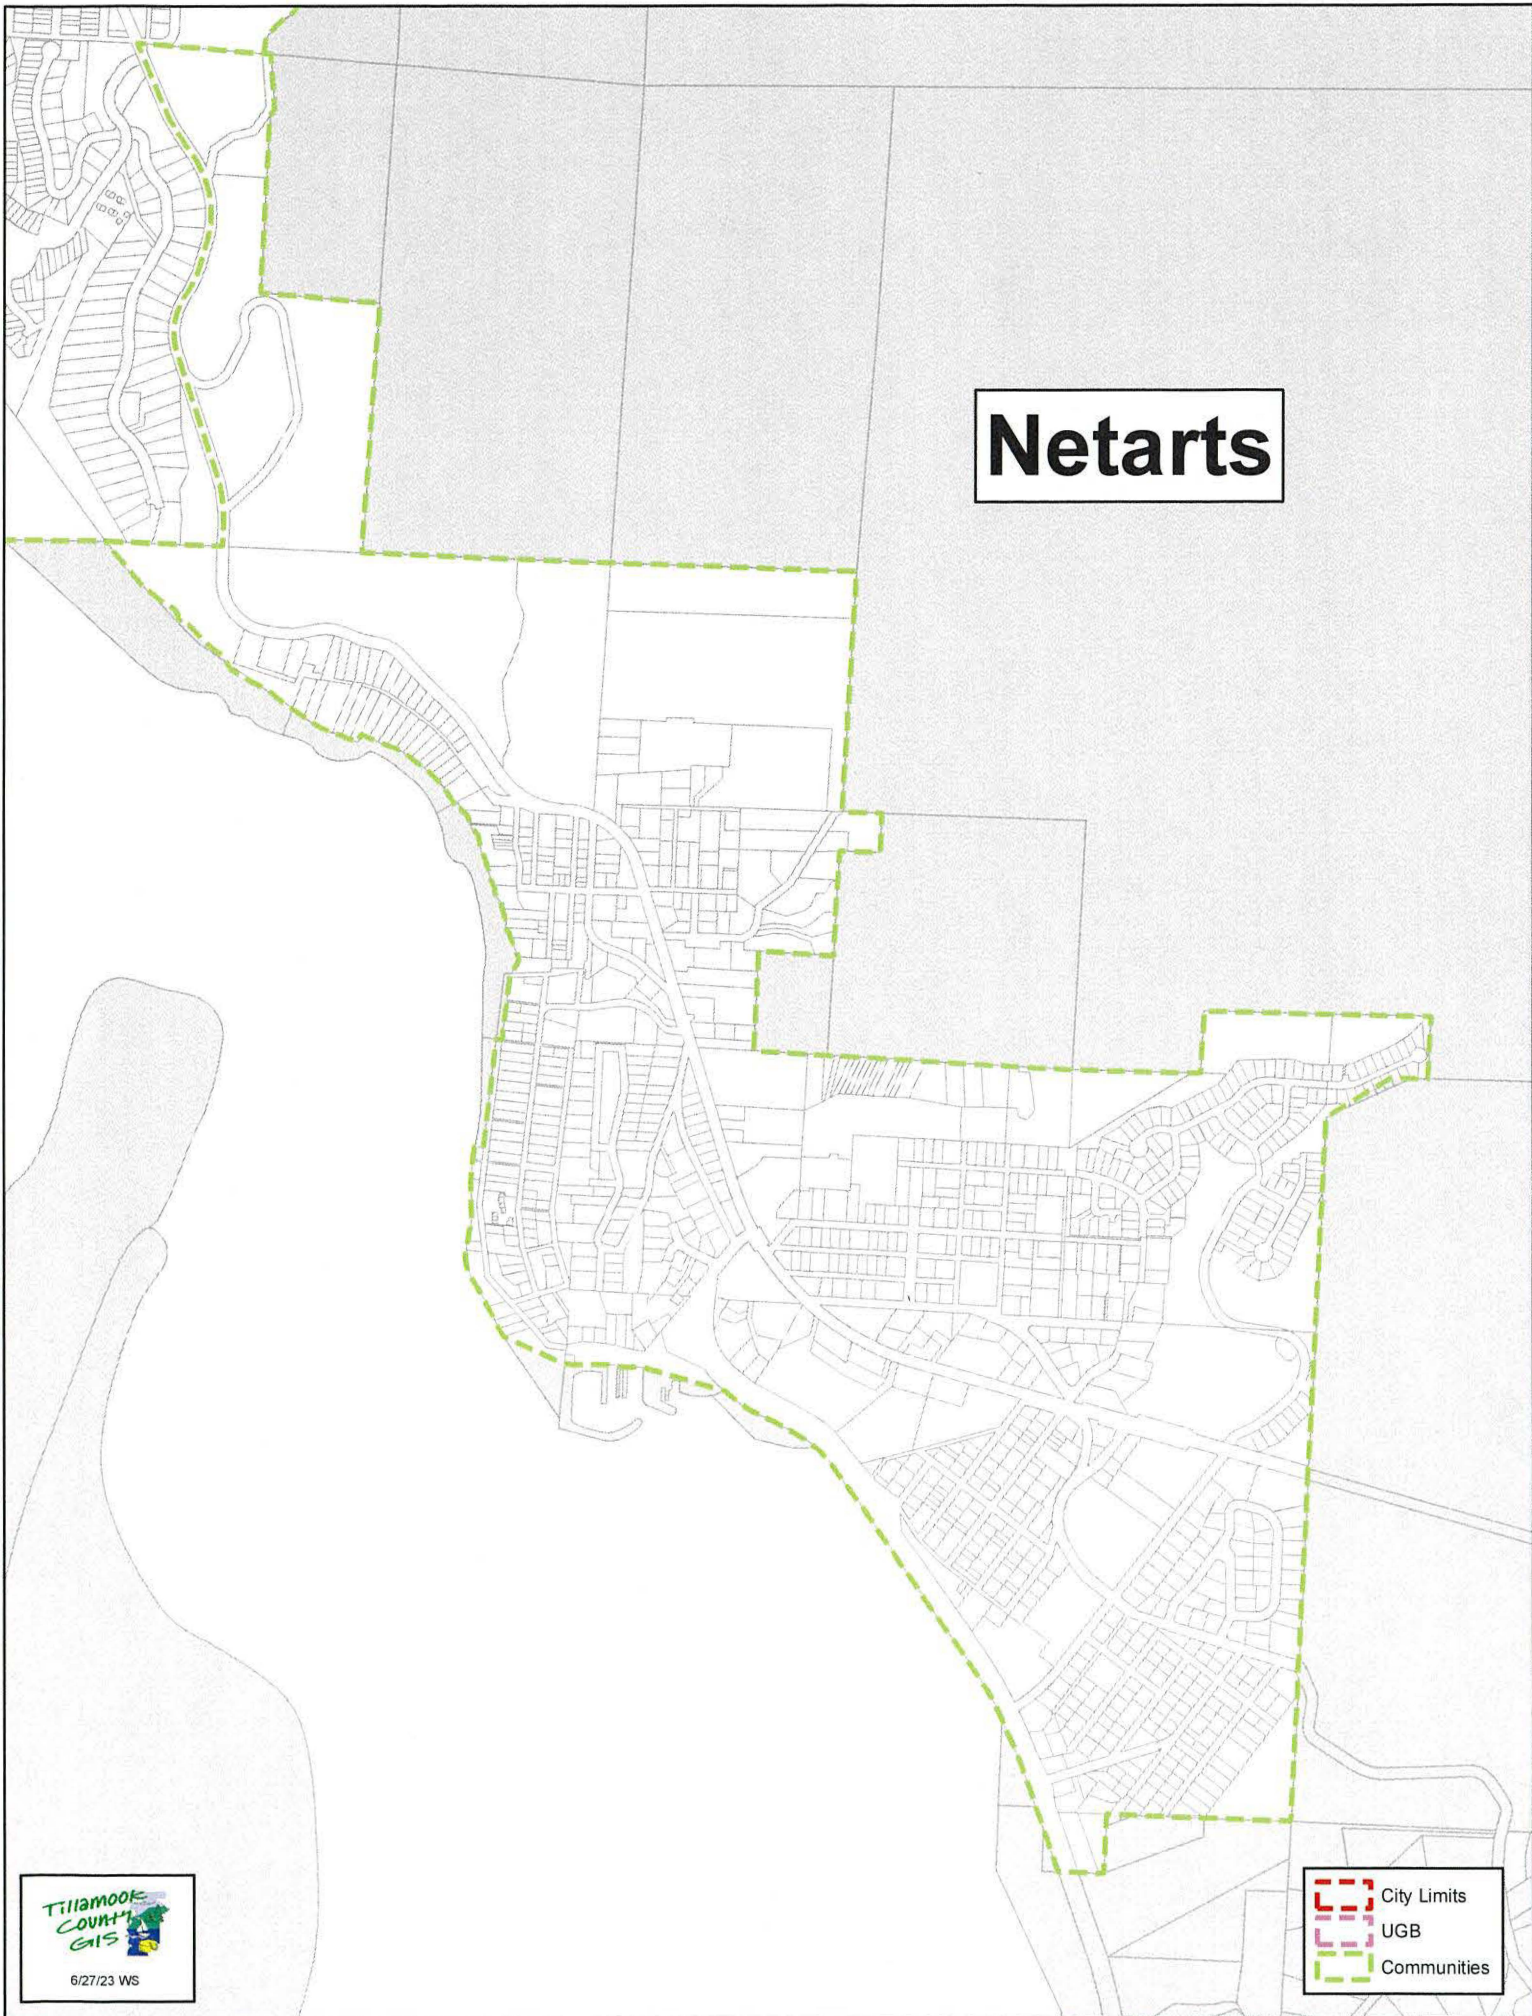 Netarts
Tillamook
County
GIS
6/27/23 WS
City Limits
UGB
Communities